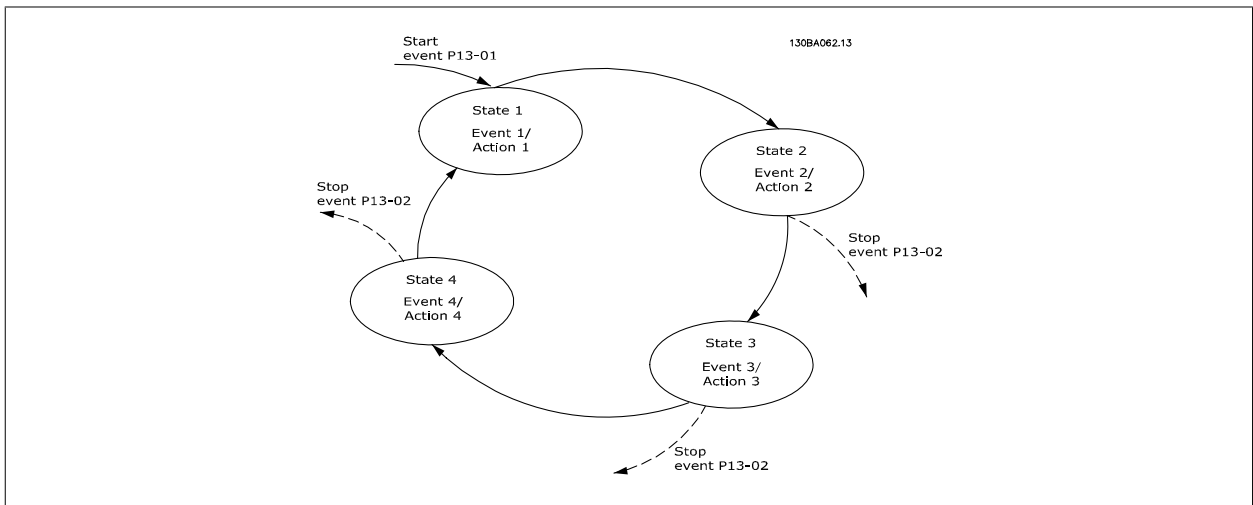 Start
event P13-01
130BA062.13
State 1
Event 1/
Action 1
State 2
Event 2/
Action 2
Stop
event P13-02
Stop
event P13-02
State 4
Event 4/
Action 4
State 3
Event 3/
Action 3
Stop
event P13-02